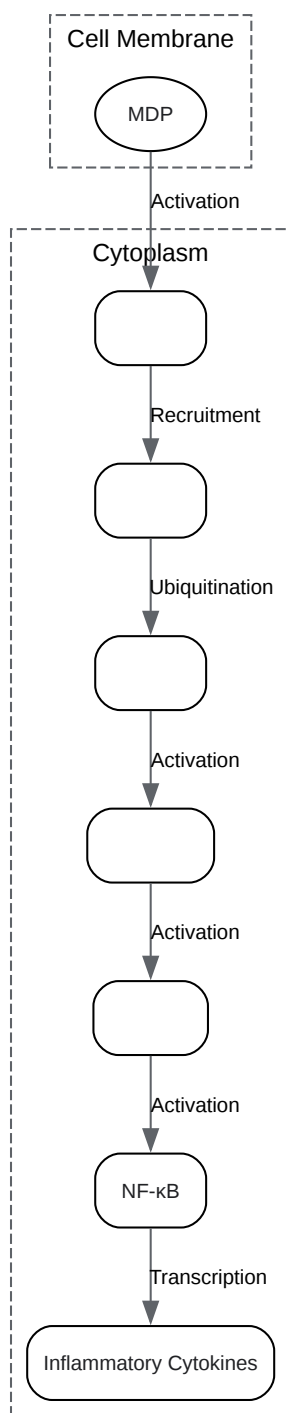 Cell Membrane
MDP
Activation
Cytoplasm
Recruitment
Ubiquitination
Activation
Activation
Activation
NF-κB
Transcription
Inflammatory Cytokines